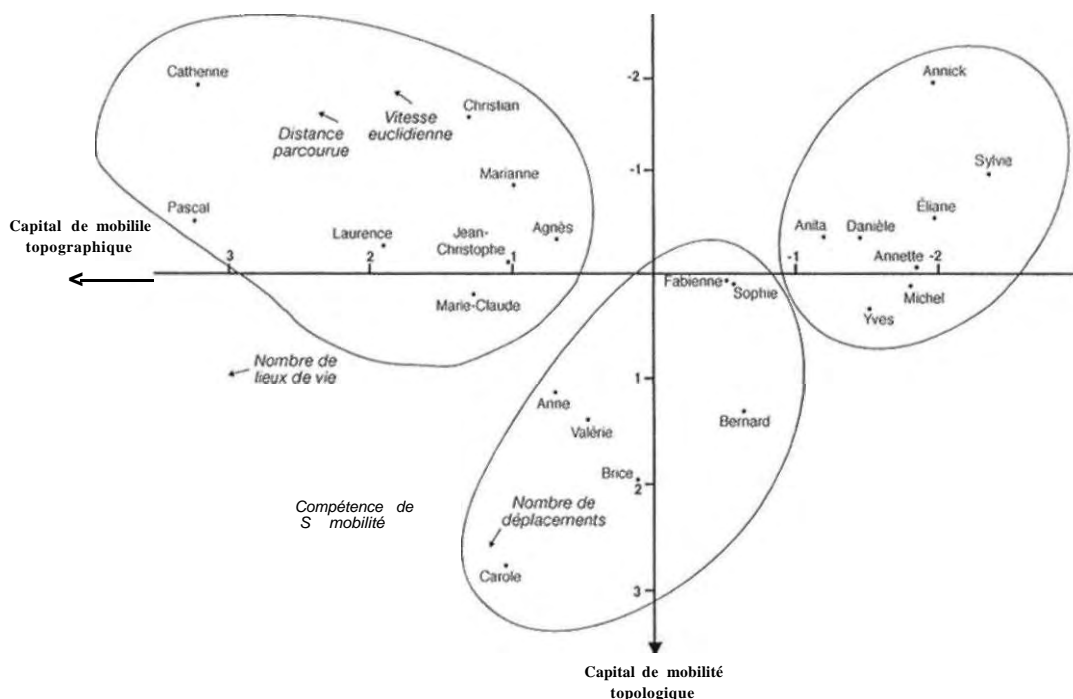 Catherine
Vitesse
euclidienne
Christian
Distance
parcourue
Marianne
Pascal
Capital de mobilile
topographique
Laurence
Jean-
Christophe
Agnès
3
2
1
Marie-Claude
Nombre de
lieux de vie
-2
Annick
-1
Sylvie
Éliane
Anita
Danièle
Annette
-1
-2
Michel
Yves
Fabienne
Sophie
1
Anne
Valérie
Bernard
Brice
2
Compétence de
S mobilité
Nombre de
déplacements
Carole
3
Capital de mobilité
topologique